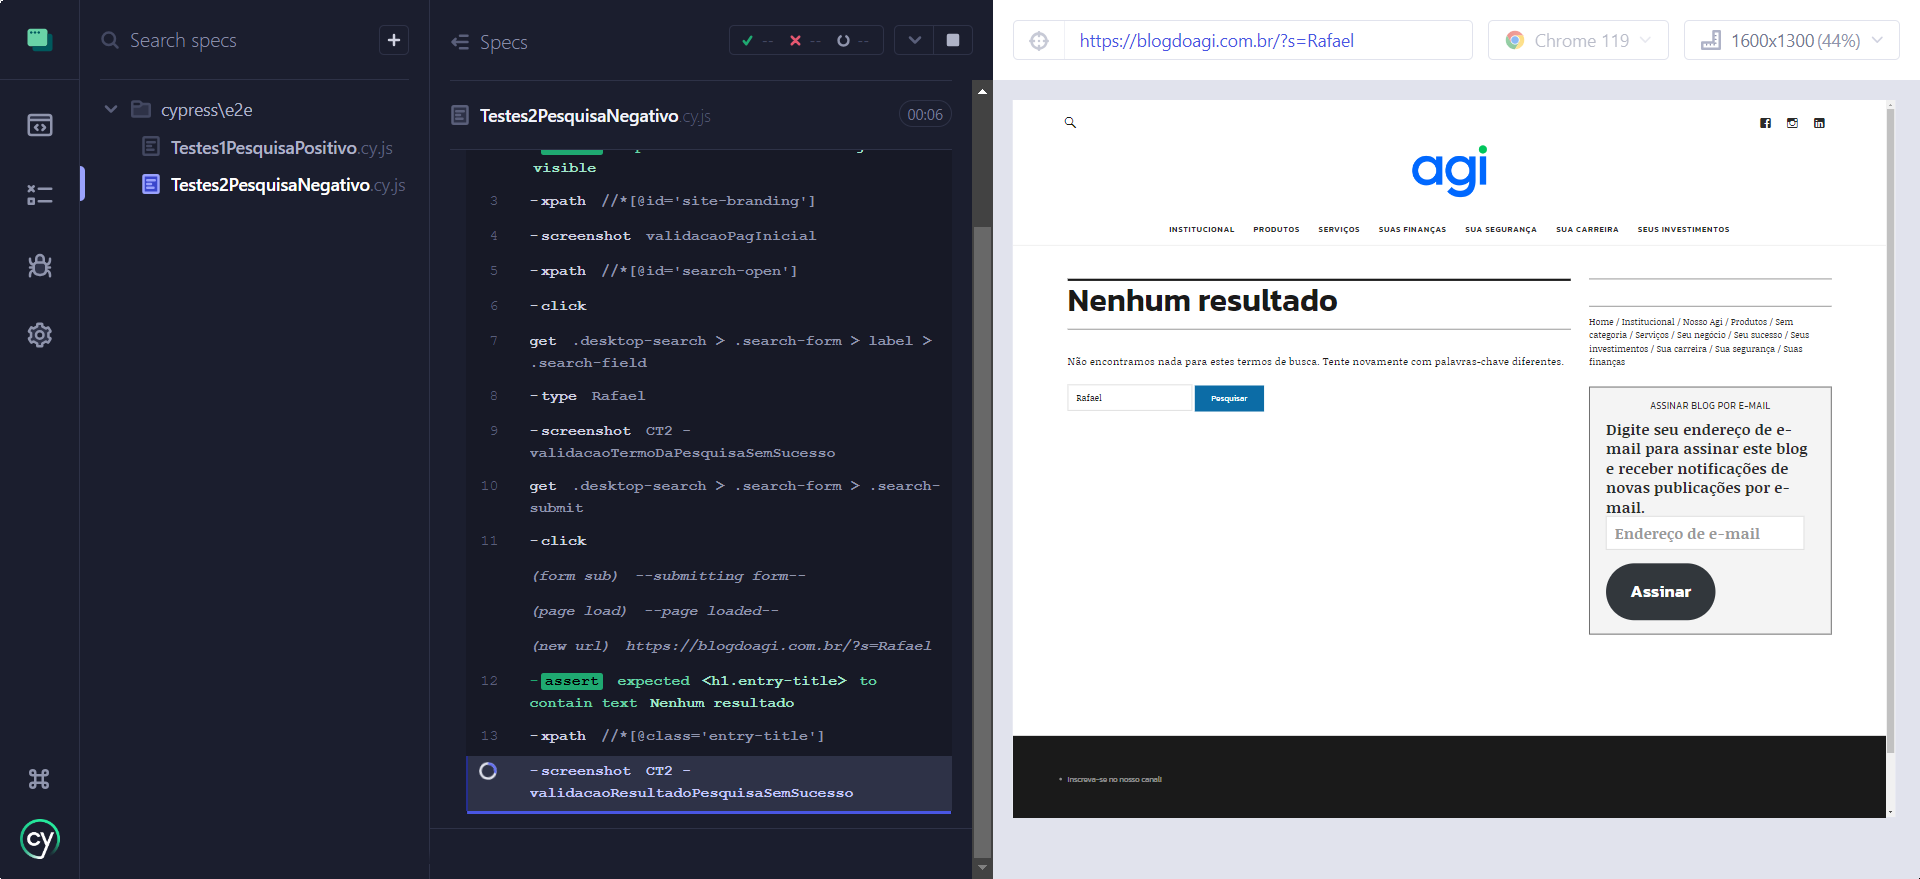 Search specs
+
cypress\e2e
Testes1PesquisaPositivo.cy.js
Testes2PesquisaNegativo.cy.js
cy
Specs
--
--
--
Testes2PesquisaNegativo.cy.js
00:06
visible
3 -xpath //*[@id='site-branding']
4 -screenshot validacaoPagInicial
5 -xpath //*[@id='search-open']
6 -click
7 get .desktop-search > .search-form > label >
.search-field
8 -type Rafael
9 -screenshot CT2 -
validacaoTermoDaPesquisaSemSucesso
10 get .desktop-search > .search-form > .search-
submit
11 -click
(form sub) --submitting form--
(page load) --page loaded--
(new url) https://blogdoagi.com.br/?s=Rafael
12 -assert expected <h1.entry-title> to
contain text Nenhum resultado
13 -xpath //*[@class='entry-title']
-screenshot CT2 -
validacaoResultadoPesquisaSemSucesso
https://blogdoagi.com.br/?s=Rafael
Chrome 119
1600x1300 (44%)
agi
INSTITUCIONAL PRODUTOS SERVIÇOS SUAS FINANÇAS SUA SEGURANÇA SUA CARREIRA SEUS INVESTIMENTOS
Nenhum resultado
Não encontramos nada para estes termos de busca. Tente novamente com palavras-chave diferentes.
Rafael
Pesquisar
Home / Institucional / Nosso Agi / Produtos / Sem
categoria / Serviços / Seu negócio / Seu sucesso / Seus
investimentos / Sua carreira / Sua segurança / Suas
finanças
ASSINAR BLOG POR E-MAIL
Digite seu endereço de e-
mail para assinar este blog
e receber notificações de
novas publicações por e-
mail.
Endereço de e-mail
Assinar
Inscreva-se no nosso canal!